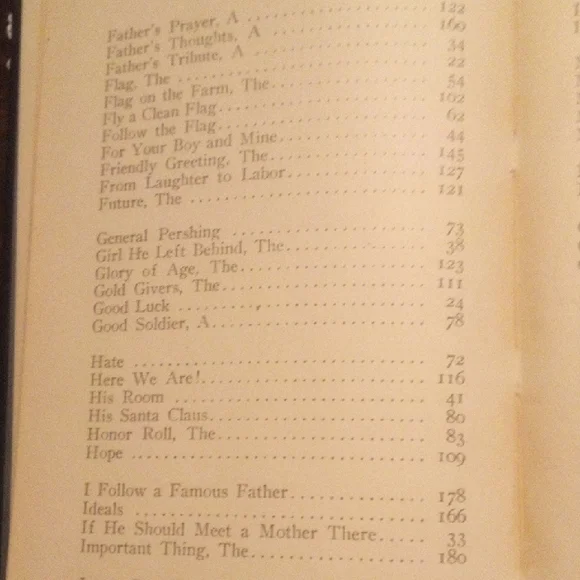 Father's Prayer, A .................... 122
Father's Thoughts, A .................... 160
Father's Tribute, A .................... 34
Flag, The .................... 22
Flag on the Farm, The.................... 54
Fly a Clean Flag.................... 102
Follow the Flag.................... 62
For Your Boy and Mine.................... 44
Friendly Greeting, The.................... 145
From Laughter to Labor.................... 127
Future, The .................... 121
General Pershing .................... 73
Girl He Left Behind, The.................... 38
Glory of Age, The.................... 123
Gold Givers, The.................... 111
Good Luck .................... 24
Good Soldier, A.................... 78
Hate .................... 72
Here We Are!.................... 116
His Room .................... 41
His Santa Claus.................... 80
Honor Roll, The.................... 83
Hope .................... 109
I Follow a Famous Father.................... 178
Ideals .................... 166
If He Should Meet a Mother There.................... 33
Important Thing, The.................... 180